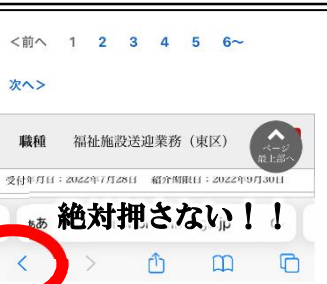 <前へ 1 2 3 4 5 6～
次へ>
職種 福祉施設送迎業務（東区）
ページ
最上部へ
受付年月日：2022年7月28日 紹介期限日：2022年9月30日
ぁあ 絶対押さない！！ jp